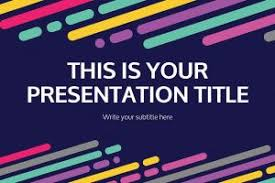 THIS IS YOUR
PRESENTATION TITLE
Write your subtitle here